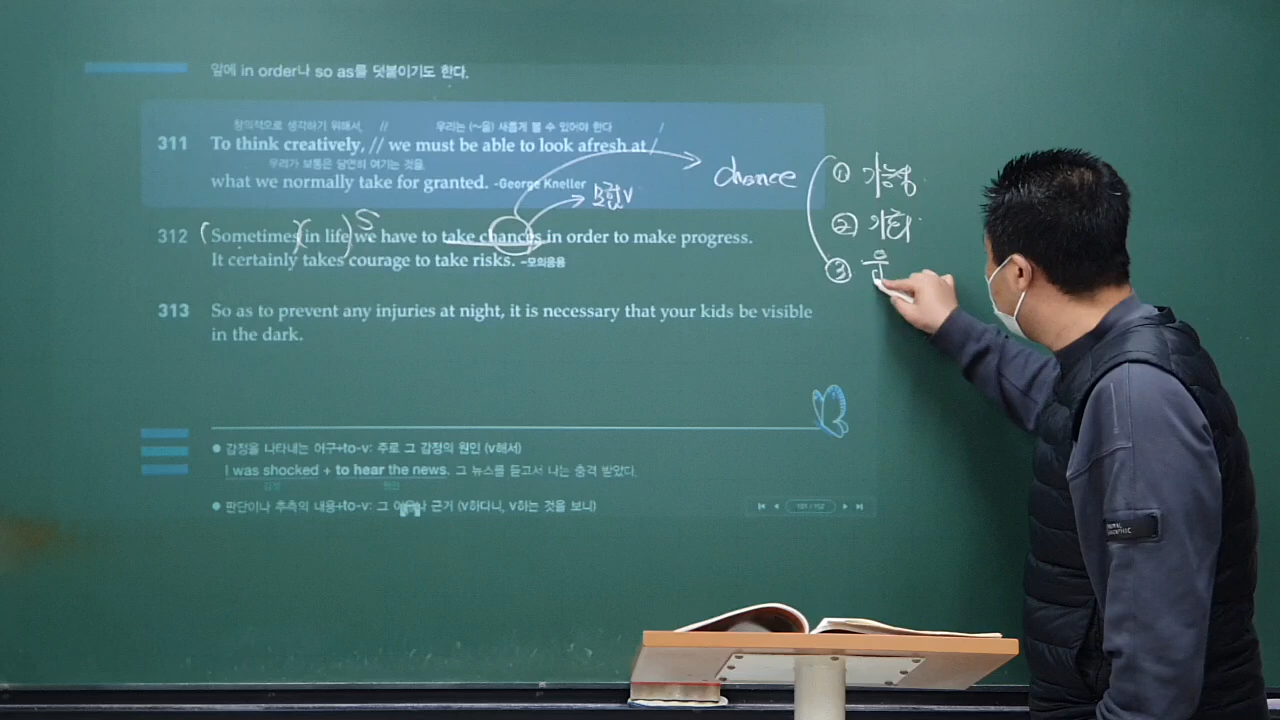 앞에 in order나 so as를 덧붙이기도 한다.
창의적으로 생각하기 위해서, // 우리는 (~을) 새롭게 볼 수 있어야 한다 /
311 To think creatively, // we must be able to look afresh at /
우리가 보통은 당연히 여기는 것을
what we normally take for granted. -George Kneller
chance
① 가능성
② 기회
③ 운
모험V
S
312 (Sometimes)(in life) we have to take chances in order to make progress.
It certainly takes courage to take risks. -모의응용
313 So as to prevent any injuries at night, it is necessary that your kids be visible
in the dark.
● 감정을 나타내는 어구+to-v: 주로 그 감정의 원인 (v해서)
I was shocked + to hear the news. 그 뉴스를 듣고서 나는 충격 받았다.
감정 원인
● 판단이나 추측의 내용+to-v: 그 이유나 근거 (v하다니, v하는 것을 보니)